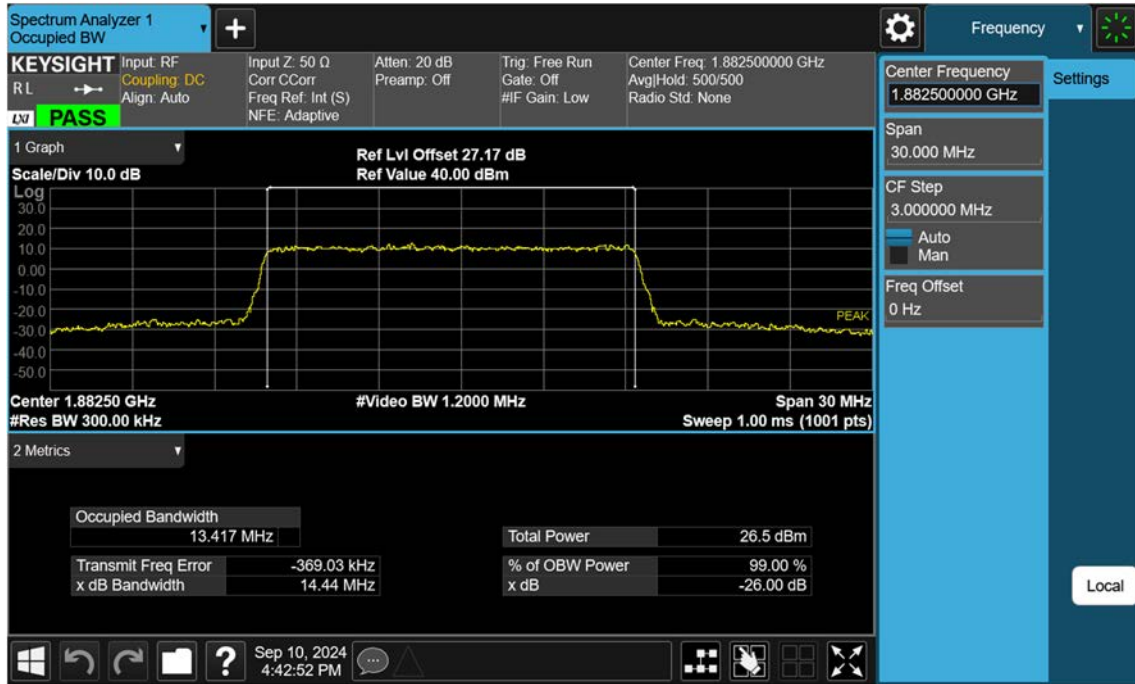 Spectrum Analyzer 1
Occupied BW
Frequency
KEYSIGHT
R L
LXI
PASS
Input: RF
Coupling: DC
Align: Auto
Input Z: 50 Ω
Corr CCorr
Freq Ref: Int (S)
NFE: Adaptive
Atten: 20 dB
Preamp: Off
Trig: Free Run
Gate: Off
#IF Gain: Low
Center Freq: 1.882500000 GHz
Avg|Hold: 500/500
Radio Std: None
Center Frequency
1.882500000 GHz
Settings
Span
30.000 MHz
CF Step
3.000000 MHz
Auto
Man
Freq Offset
0 Hz
Local
1 Graph
Scale/Div 10.0 dB
Ref Lvl Offset 27.17 dB
Ref Value 40.00 dBm
Log
30.0
20.0
10.0
0.00
-10.0
-20.0
-30.0
-40.0
-50.0
PEAK
Center 1.88250 GHz
#Video BW 1.2000 MHz
Span 30 MHz
#Res BW 300.00 kHz
Sweep 1.00 ms (1001 pts)
2 Metrics
Occupied Bandwidth
13.417 MHz
Total Power 26.5 dBm
Transmit Freq Error -369.03 kHz
% of OBW Power 99.00 %
x dB Bandwidth 14.44 MHz
x dB -26.00 dB
?
Sep 10, 2024
4:42:52 PM